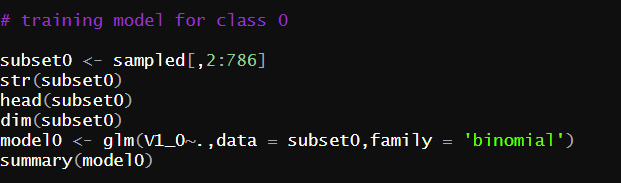 # training model for class 0
subset0 <- sampled[,2:786]
str(subset0)
head(subset0)
dim(subset0)
model0 <- glm(V1_0~.,data = subset0,family = 'binomial')
summary(model0)